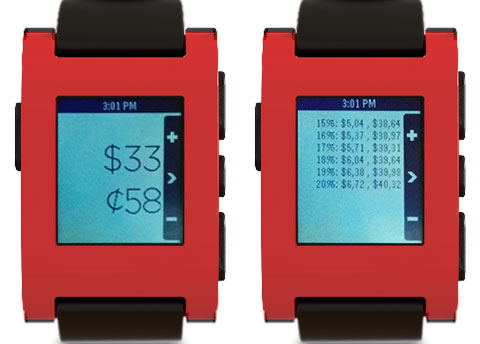 3:01 PM
$33
¢58
3:01 PM
15%: $5,04 , $38,64
16%: $5,37 , $38,97
17%: $5,71 , $39,31
18%: $6,04 , $39,64
19%: $6,38 , $39,98
20%: $6,72 , $40,32